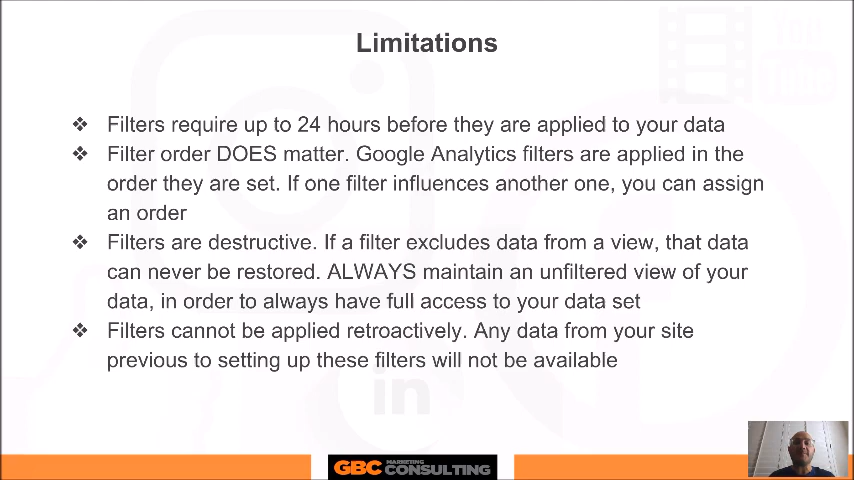 Limitations
❖ Filters require up to 24 hours before they are applied to your data
❖ Filter order DOES matter. Google Analytics filters are applied in the
order they are set. If one filter influences another one, you can assign
an order
❖ Filters are destructive. If a filter excludes data from a view, that data
can never be restored. ALWAYS maintain an unfiltered view of your
data, in order to always have full access to your data set
❖ Filters cannot be applied retroactively. Any data from your site
previous to setting up these filters will not be available
in
GBC MARKETING CONSULTING